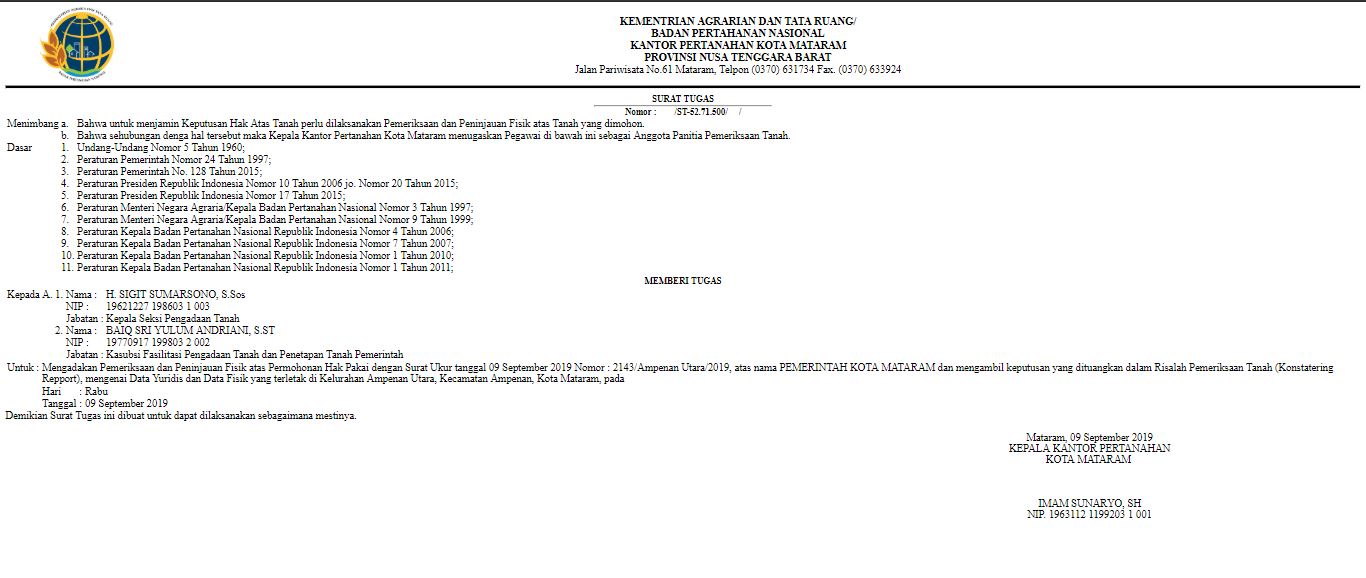 KEMENTRIAN AGRARIAN DAN TATA RUANG/
BADAN PERTAHANAN NASIONAL
KANTOR PERTANAHAN KOTA MATARAM
PROVINSI NUSA TENGGARA BARAT
Jalan Pariwisata No.61 Mataram, Telpon (0370) 631734 Fax. (0370) 633924
SURAT TUGAS
Nomor : /ST-52.71.500/ /
Menimbang a. Bahwa untuk menjamin Keputusan Hak Atas Tanah perlu dilaksanakan Pemeriksaan dan Peninjauan Fisik atas Tanah yang dimohon.
b. Bahwa sehubungan denga hal tersebut maka Kepala Kantor Pertanahan Kota Mataram menugaskan Pegawai di bawah ini sebagai Anggota Panitia Pemeriksaan Tanah.
Dasar 1. Undang-Undang Nomor 5 Tahun 1960;
2. Peraturan Pemerintah Nomor 24 Tahun 1997;
3. Peraturan Pemerintah No. 128 Tahun 2015;
4. Peraturan Presiden Republik Indonesia Nomor 10 Tahun 2006 jo. Nomor 20 Tahun 2015;
5. Peraturan Presiden Republik Indonesia Nomor 17 Tahun 2015;
6. Peraturan Menteri Negara Agraria/Kepala Badan Pertanahan Nasional Nomor 3 Tahun 1997;
7. Peraturan Menteri Negara Agraria/Kepala Badan Pertanahan Nasional Nomor 9 Tahun 1999;
8. Peraturan Kepala Badan Pertanahan Nasional Republik Indonesia Nomor 4 Tahun 2006;
9. Peraturan Kepala Badan Pertanahan Nasional Republik Indonesia Nomor 7 Tahun 2007;
10. Peraturan Kepala Badan Pertanahan Nasional Republik Indonesia Nomor 1 Tahun 2010;
11. Peraturan Kepala Badan Pertanahan Nasional Republik Indonesia Nomor 1 Tahun 2011;
MEMBERI TUGAS
Kepada A. 1. Nama : H. SIGIT SUMARSONO, S.Sos
NIP : 19621227 198603 1 003
Jabatan : Kepala Seksi Pengadaan Tanah
2. Nama : BAIQ SRI YULUM ANDRIANI, S.ST
NIP : 19770917 199803 2 002
Jabatan : Kasubsi Fasilitasi Pengadaan Tanah dan Penetapan Tanah Pemerintah
Untuk : Mengadakan Pemeriksaan dan Peninjauan Fisik atas Permohonan Hak Pakai dengan Surat Ukur tanggal 09 September 2019 Nomor : 2143/Ampenan Utara/2019, atas nama PEMERINTAH KOTA MATARAM dan mengambil keputusan yang dituangkan dalam Risalah Pemeriksaan Tanah (Konstatering
Repport), mengenai Data Yuridis dan Data Fisik yang terletak di Kelurahan Ampenan Utara, Kecamatan Ampenan, Kota Mataram, pada
Hari : Rabu
Tanggal : 09 September 2019
Demikian Surat Tugas ini dibuat untuk dapat dilaksanakan sebagaimana mestinya.
Mataram, 09 September 2019
KEPALA KANTOR PERTANAHAN
KOTA MATARAM
IMAM SUNARYO, SH
NIP. 1963112 1199203 1 001